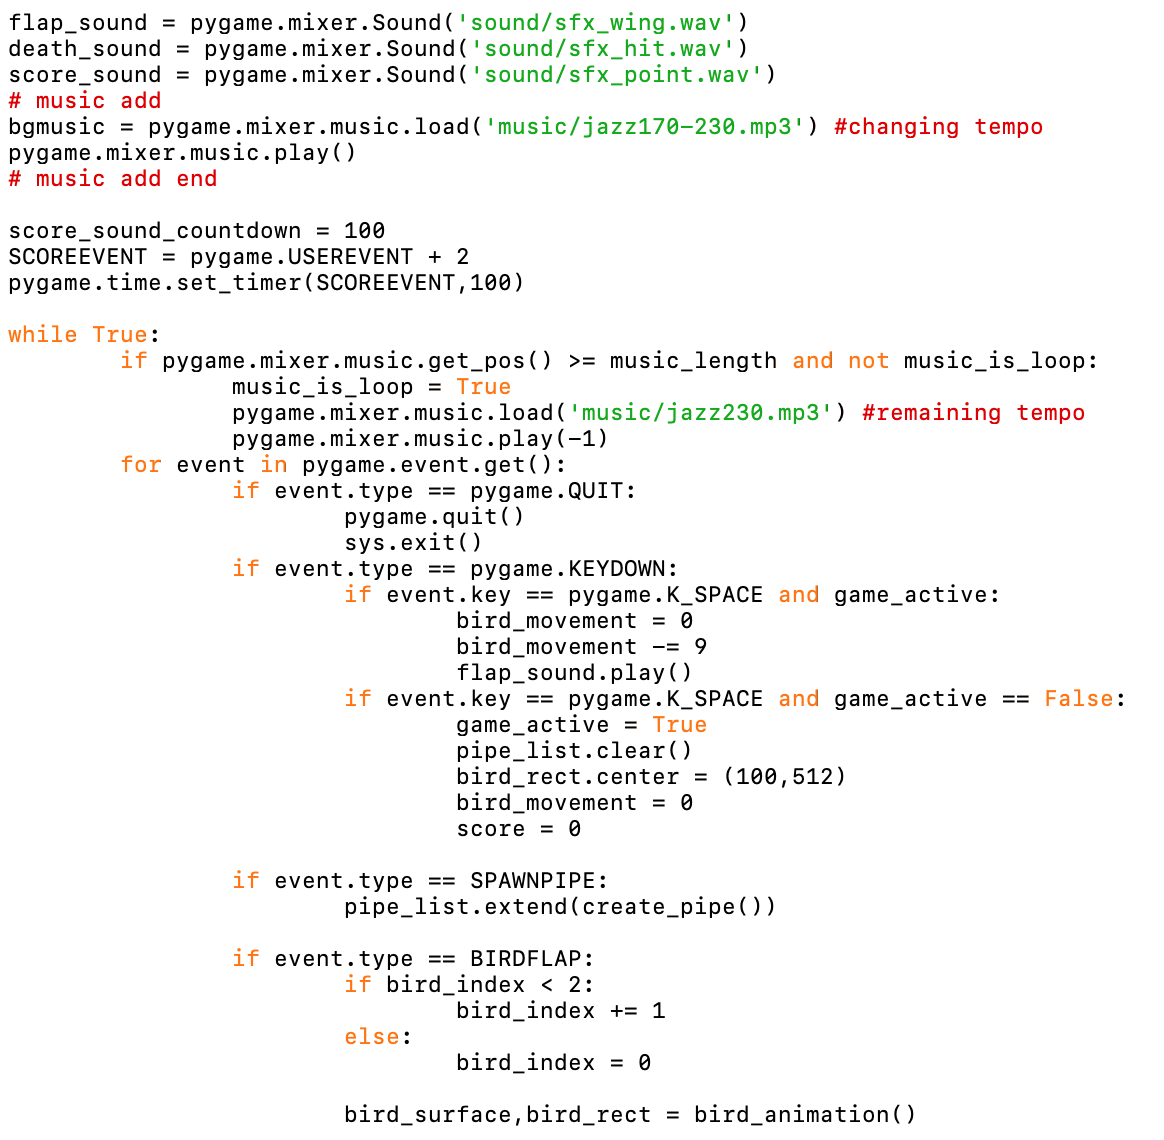 flap_sound = pygame.mixer.Sound('sound/sfx_wing.wav')
death_sound = pygame.mixer.Sound('sound/sfx_hit.wav')
score_sound = pygame.mixer.Sound('sound/sfx_point.wav')
# music add
bgmusic = pygame.mixer.music.load('music/jazz170-230.mp3') #changing tempo
pygame.mixer.music.play()
# music add end

score_sound_countdown = 100
SCOREEVENT = pygame.USEREVENT + 2
pygame.time.set_timer(SCOREEVENT,100)

while True:
        if pygame.mixer.music.get_pos() >= music_length and not music_is_loop:
                music_is_loop = True
                pygame.mixer.music.load('music/jazz230.mp3') #remaining tempo
                pygame.mixer.music.play(-1)
        for event in pygame.event.get():
                if event.type == pygame.QUIT:
                        pygame.quit()
                        sys.exit()
                if event.type == pygame.KEYDOWN:
                        if event.key == pygame.K_SPACE and game_active:
                                bird_movement = 0
                                bird_movement -= 9
                                flap_sound.play()
                        if event.key == pygame.K_SPACE and game_active == False:
                                game_active = True
                                pipe_list.clear()
                                bird_rect.center = (100,512)
                                bird_movement = 0
                                score = 0

                if event.type == SPAWNPIPE:
                        pipe_list.extend(create_pipe())

                if event.type == BIRDFLAP:
                        if bird_index < 2:
                                bird_index += 1
                        else:
                                bird_index = 0

                        bird_surface,bird_rect = bird_animation()